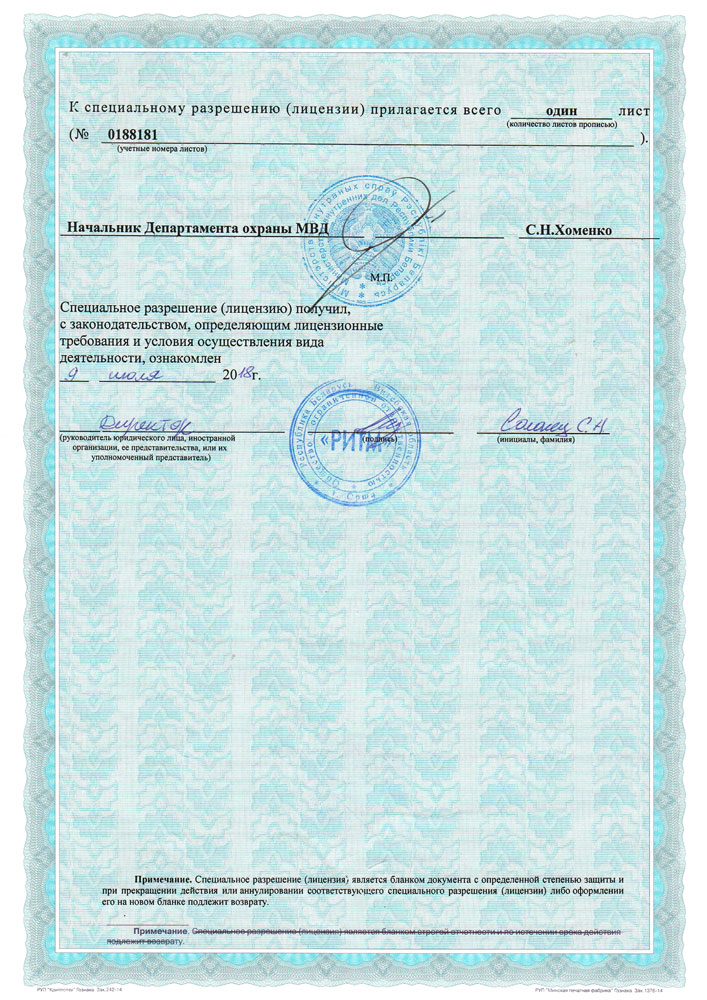 К специальному разрешению (лицензии) прилагается всего один лист
(количество листов прописью)
(№ 0188181 ).
(учетные номера листов)
Начальник Департамента охраны МВД С.Н.Хоменко
М.П.
Специальное разрешение (лицензию) получил,
с законодательством, определяющим лицензионные
требования и условия осуществления вида
деятельности, ознакомлен
9 июля 2018г.
Директор
(руководитель юридического лица, иностранной
организации, ее представительства, или их
уполномоченный представитель)
«РИТМ»
(подпись)
С.Н.
(инициалы, фамилия)
Примечание. Специальное разрешение (лицензия) является бланком документа с определенной степенью защиты и
при прекращении действия или аннулировании соответствующего специального разрешения (лицензии) либо оформлении
его на новом бланке подлежит возврату.
Примечание. Специальное разрешение (лицензия) является бланком строгой отчетности и по истечении срока действия
подлежит возврату.
РУП "Криптотех" Гознака. Зак.243-14
РУП "Минская печатная фабрика" Гознака. Зак.1376-14